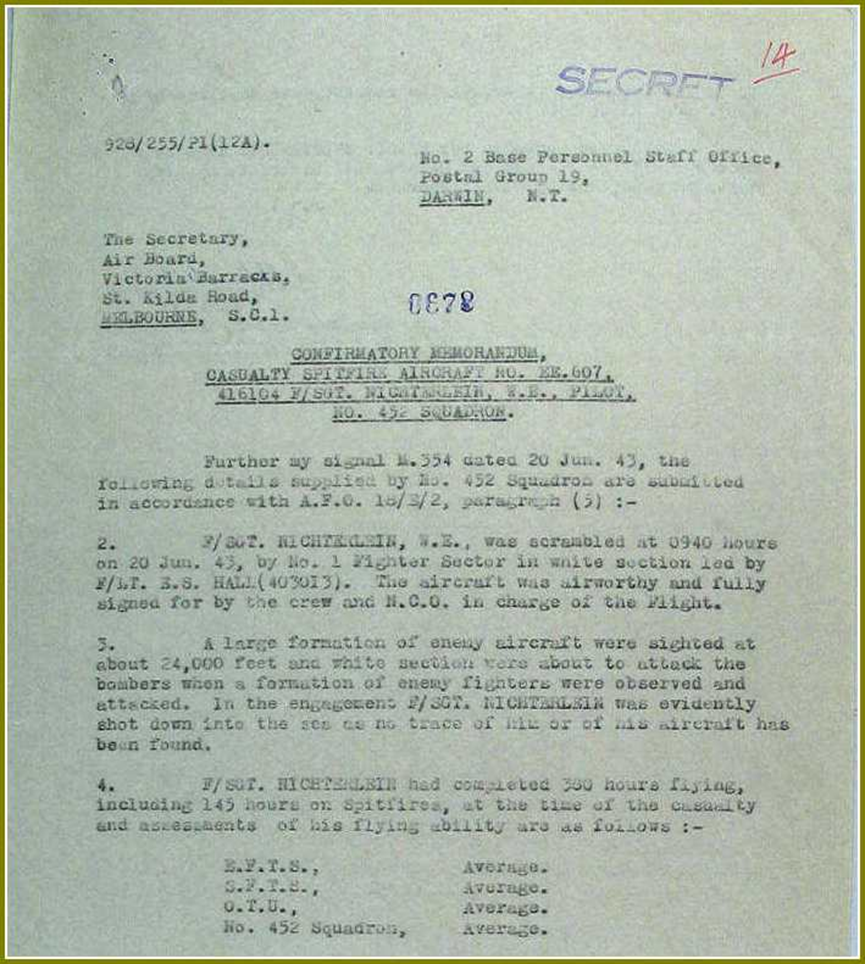 14
SECRET
928/255/P1(12A).
No. 2 Base Personnel Staff Office,
Postal Group 19,
DARWIN, N.T.
The Secretary,
Air Board,
Victoria Barracks,
St. Kilda Road,
MELBOURNE, S.C.1.
0678
CONFIRMATORY MEMORANDUM,
CASUALTY SPITFIRE AIRCRAFT NO. EE.607,
416104 F/SGT. NICHTERLEIN, W.E., PILOT,
NO. 452 SQUADRON.
Further my signal M.354 dated 20 Jun. 43, the
following details supplied by No. 452 Squadron are submitted
in accordance with A.F.O. 18/E/2, paragraph (5) :-
2. F/SGT. NICHTERLEIN, W.E., was scrambled at 0940 hours
on 20 Jun. 43, by No. 1 Fighter Sector in white section led by
F/LT. E.S. HALL(403013). The aircraft was airworthy and fully
signed for by the crew and N.C.O. in charge of the Flight.
3. A large formation of enemy aircraft were sighted at
about 24,000 feet and white section were about to attack the
bombers when a formation of enemy fighters were observed and
attacked. In the engagement F/SGT. NICHTERLEIN was evidently
shot down into the sea as no trace of him or of his aircraft has
been found.
4. F/SGT. NICHTERLEIN had completed 380 hours flying,
including 145 hours on Spitfires, at the time of the casualty
and assessments of his flying ability are as follows :-
E.F.T.S., Average.
S.F.T.S., Average.
O.T.U., Average.
No. 452 Squadron, Average.